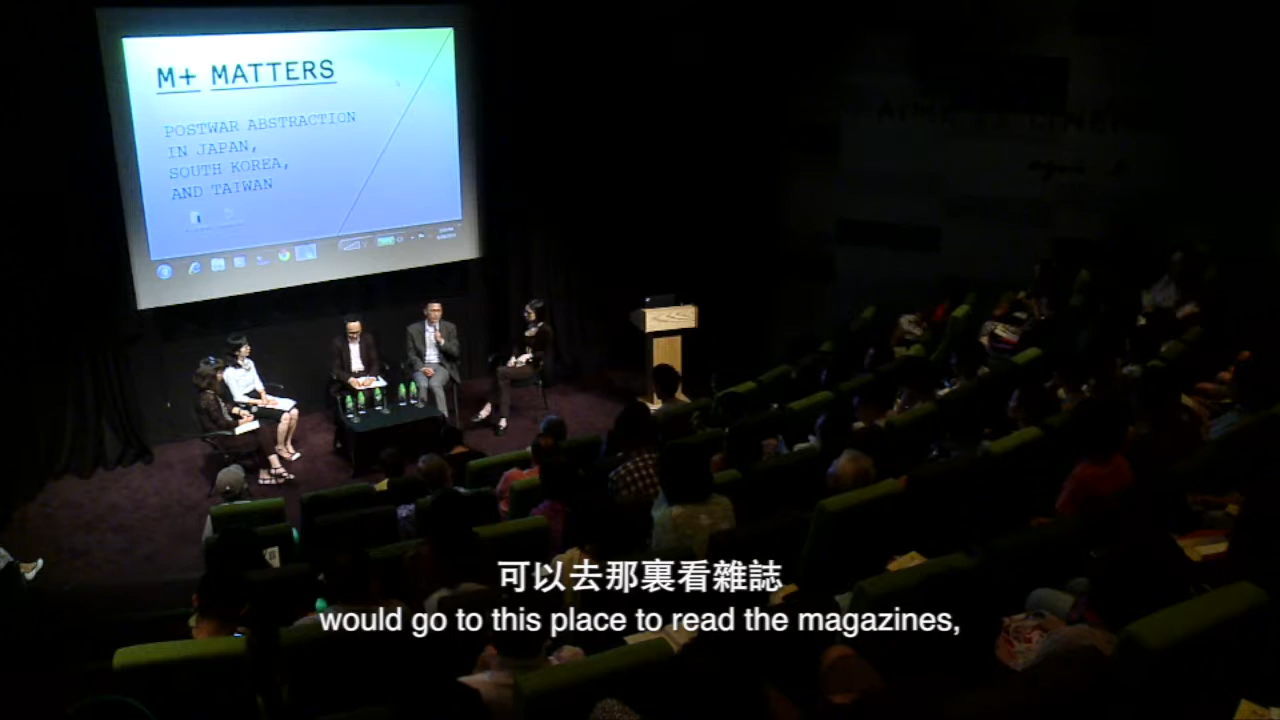 M+ MATTERS
POSTWAR ABSTRACTION
IN JAPAN,
SOUTH KOREA,
AND TAIWAN
可以去那裏看雜誌
would go to this place to read the magazines,